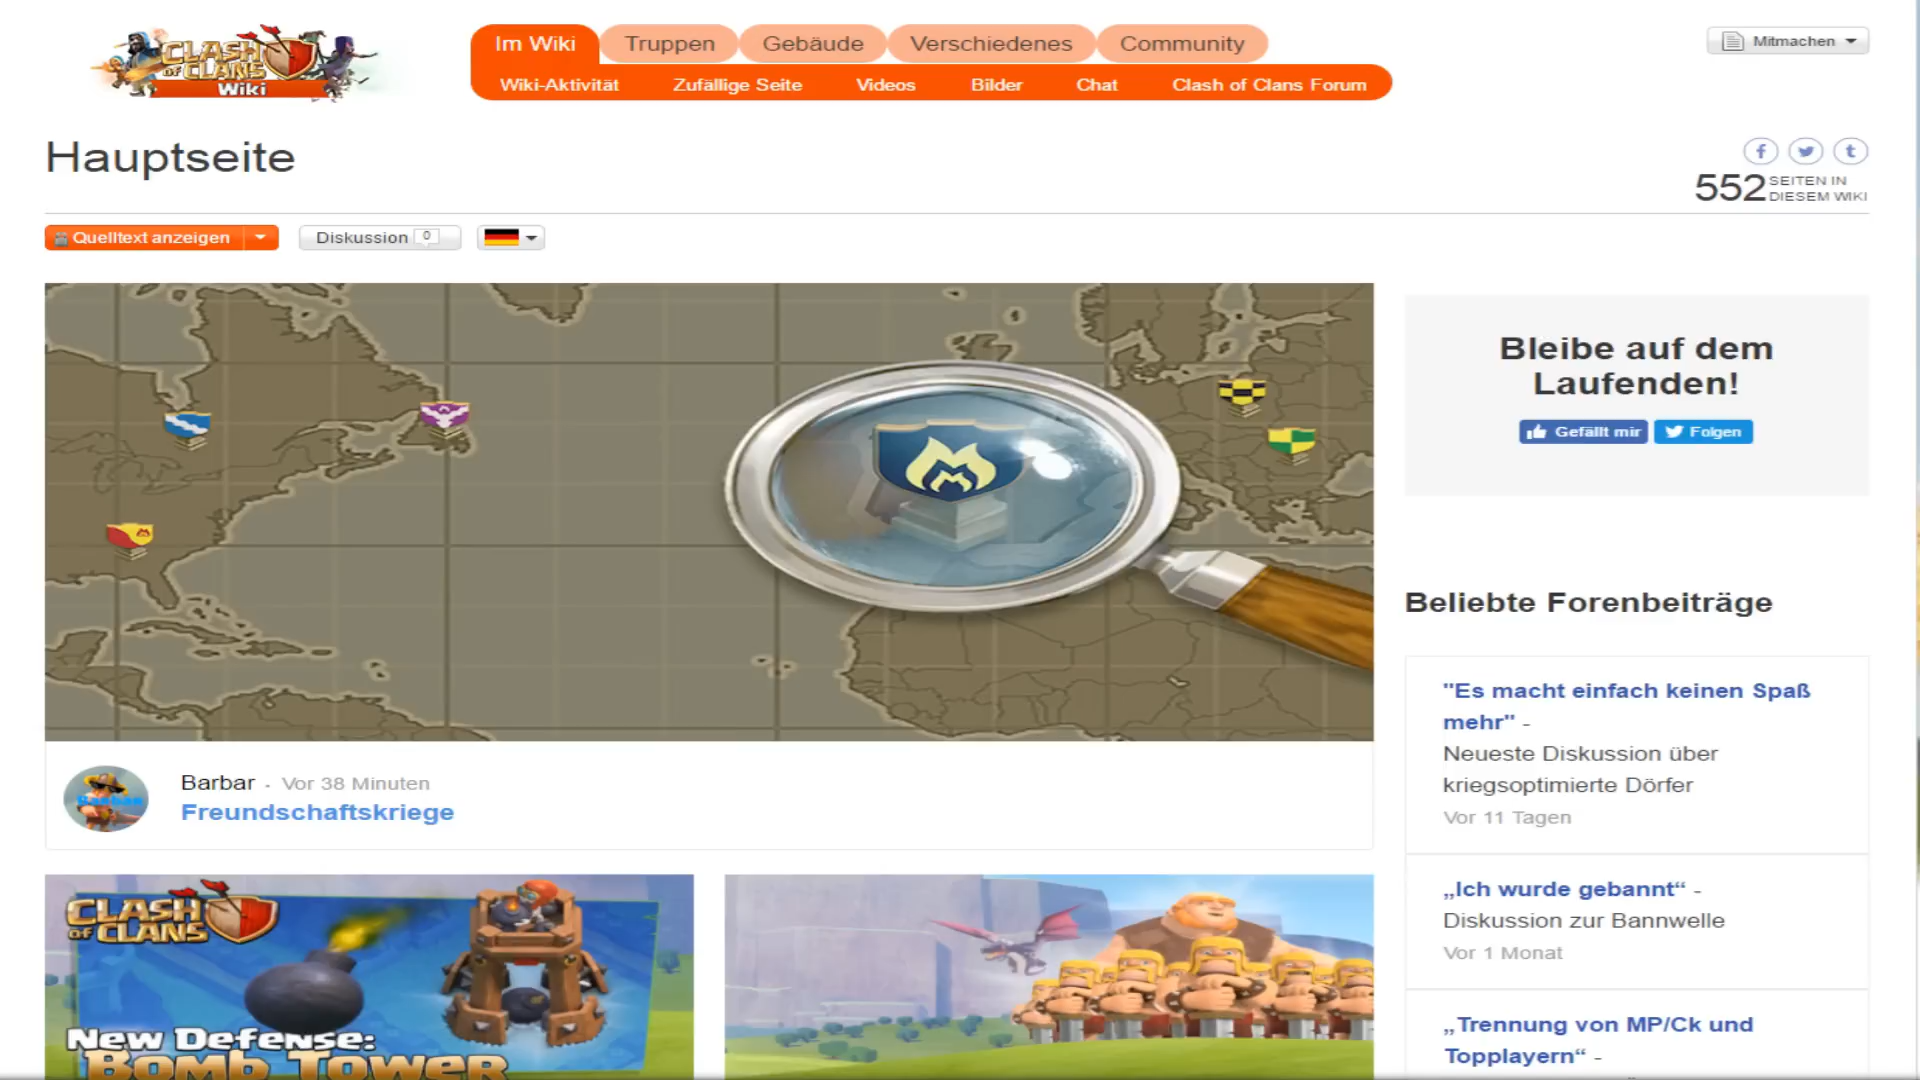 CLASH
OF CLANS
Wiki
Im Wiki
Truppen
Gebäude
Verschiedenes
Community
Mitmachen
Wiki-Aktivität
Zufällige Seite
Videos
Bilder
Chat
Clash of Clans Forum
Hauptseite
552 SEITEN IN
DIESEM WIKI
Quelltext anzeigen
Diskussion 0
Bleibe auf dem
Laufenden!
Gefällt mir
Folgen
Barbar · Vor 38 Minuten
Freundschaftskriege
Beliebte Forenbeiträge
"Es macht einfach keinen Spaß
mehr" -
Neueste Diskussion über
kriegsoptimierte Dörfer
Vor 11 Tagen
„Ich wurde gebannt“ -
Diskussion zur Bannwelle
Vor 1 Monat
„Trennung von MP/Ck und
Topplayern“ -
CLASH
OF CLANS
New Defense:
Bomb Tower